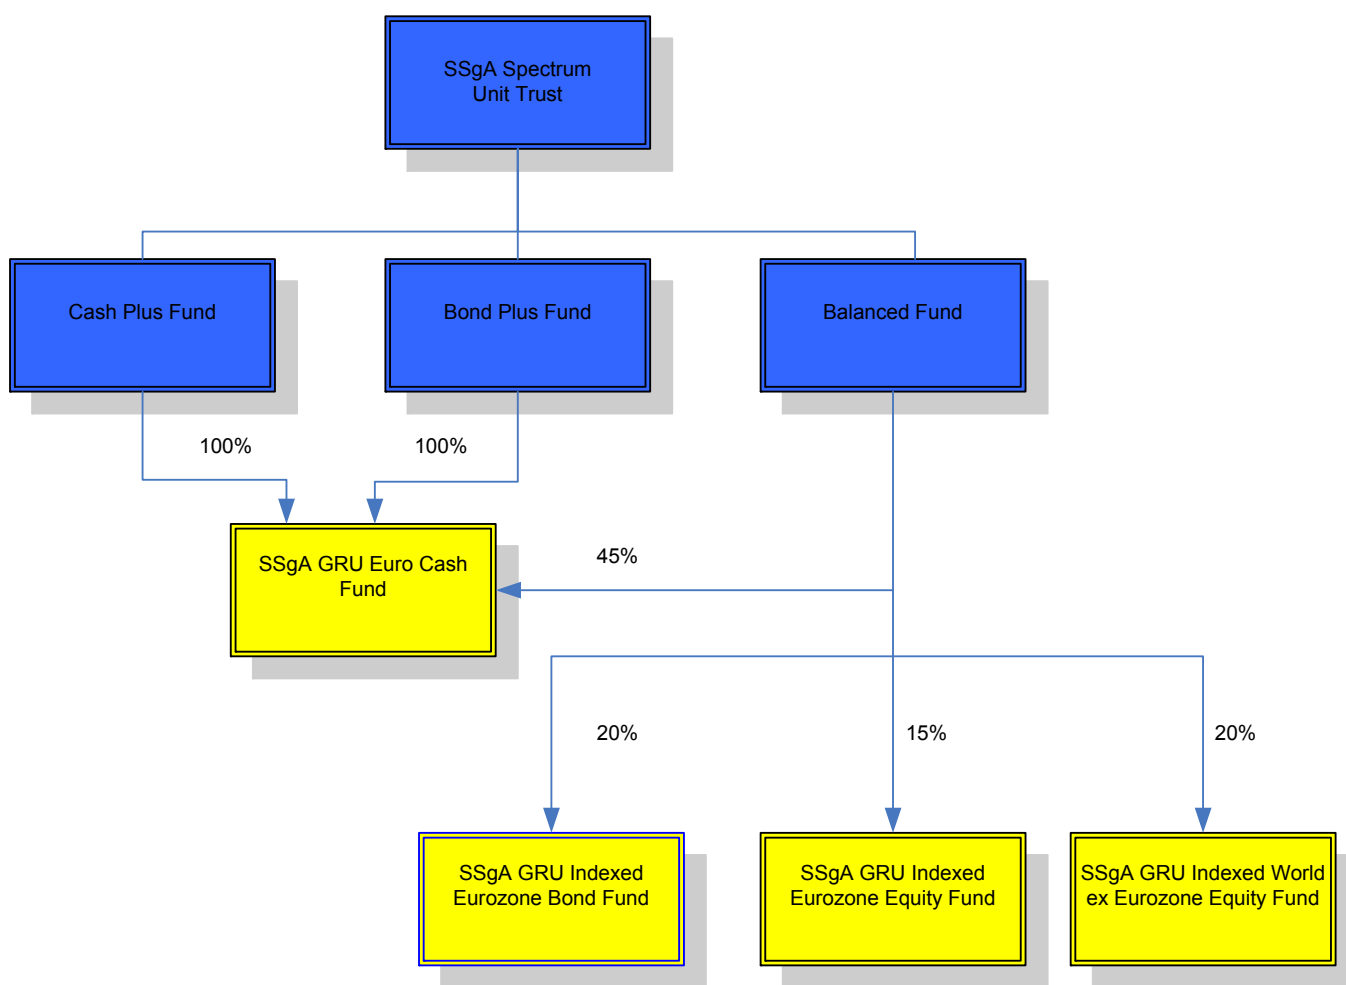 SSgA Spectrum
Unit Trust
Cash Plus Fund
Bond Plus Fund
Balanced Fund
100%
100%
SSgA GRU Euro Cash
Fund
45%
20%
15%
20%
SSgA GRU Indexed
Eurozone Bond Fund
SSgA GRU Indexed
Eurozone Equity Fund
SSgA GRU Indexed World
ex Eurozone Equity Fund